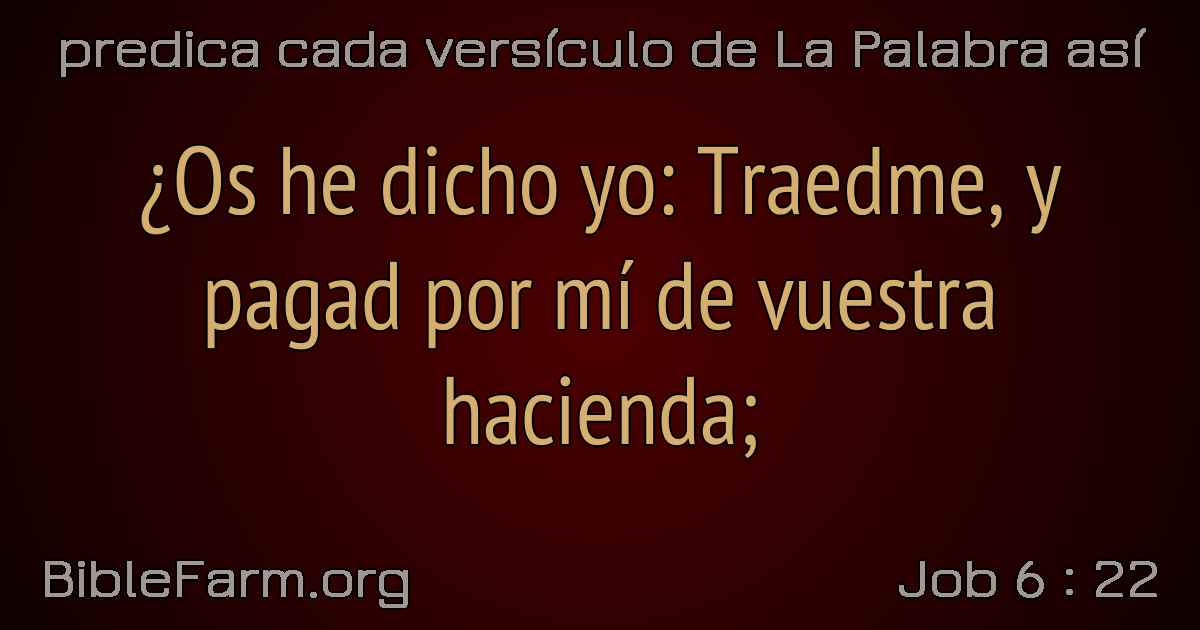 predica cada versículo de La Palabra así
¿Os he dicho yo: Traedme, y
pagad por mí de vuestra
hacienda;
BibleFarm.org
Job 6 : 22